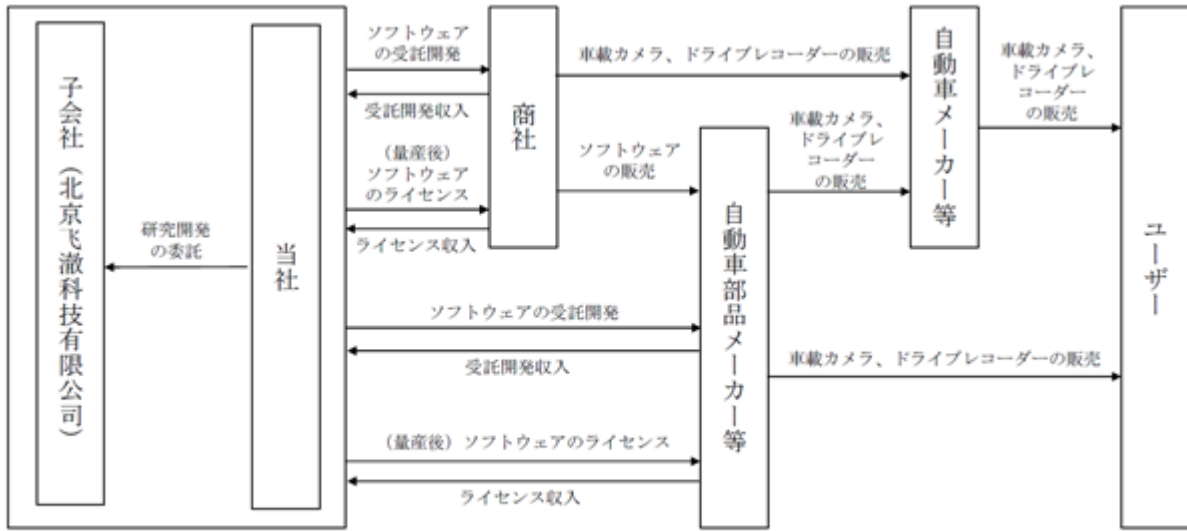 子会社（北京飞澈科技有限公司）
研究開発
の委託
当社
ソフトウェア
の受託開発
受託開発収入
（量産後）
ソフトウェア
のライセンス
ライセンス収入
商社
車載カメラ、ドライブレコーダーの販売
ソフトウェア
の販売
車載カメラ、
ドライブレ
コーダー
の販売
自動車メーカー等
車載カメラ、
ドライブレ
コーダー
の販売
ソフトウェアの受託開発
受託開発収入
（量産後）ソフトウェアのライセンス
ライセンス収入
自動車部品メーカー等
車載カメラ、ドライブレコーダーの販売
ユーザー